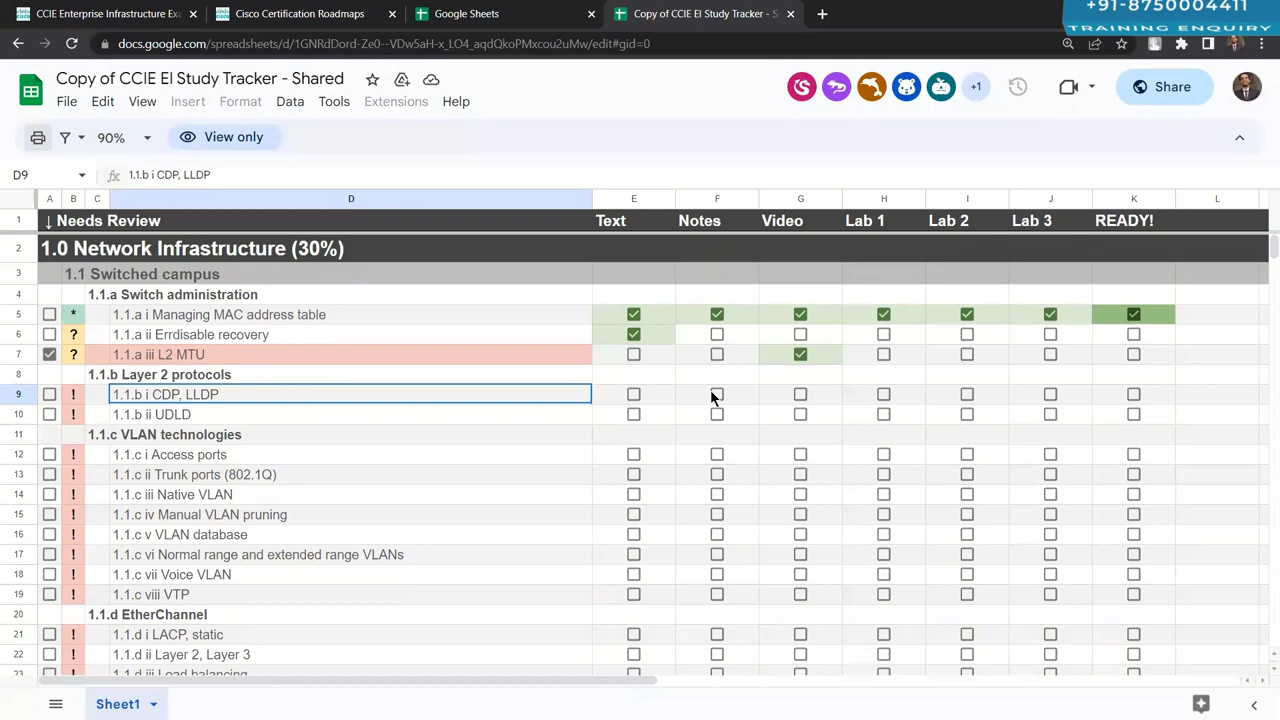 CCIE Enterprise Infrastructure Exa
Cisco Certification Roadmaps
Google Sheets
Copy of CCIE EI Study Tracker - S
+91-8750004411
TRAINING ENQUIRY
docs.google.com/spreadsheets/d/1GNRdDord-Ze0--VDw5aH-x_LO4_aqdQkoPMxcou2uMw/edit#gid=0
Copy of CCIE EI Study Tracker - Shared
File Edit View Insert Format Data Tools Extensions Help
+1
Share
90%
View only
D9
fx 1.1.b i CDP, LLDP
A B C D E F G H I J K L
1 ↓ Needs Review Text Notes Video Lab 1 Lab 2 Lab 3 READY!
2 1.0 Network Infrastructure (30%)
3 1.1 Switched campus
4 1.1.a Switch administration
5 * 1.1.a i Managing MAC address table
6 ? 1.1.a ii Errdisable recovery
7 ? 1.1.a iii L2 MTU
8 1.1.b Layer 2 protocols
9 ! 1.1.b i CDP, LLDP
10 ! 1.1.b ii UDLD
11 1.1.c VLAN technologies
12 ! 1.1.c i Access ports
13 ! 1.1.c ii Trunk ports (802.1Q)
14 ! 1.1.c iii Native VLAN
15 ! 1.1.c iv Manual VLAN pruning
16 ! 1.1.c v VLAN database
17 ! 1.1.c vi Normal range and extended range VLANs
18 ! 1.1.c vii Voice VLAN
19 ! 1.1.c viii VTP
20 1.1.d EtherChannel
21 ! 1.1.d i LACP, static
22 ! 1.1.d ii Layer 2, Layer 3
23 ! 1.1.d iii Load balancing
Sheet1